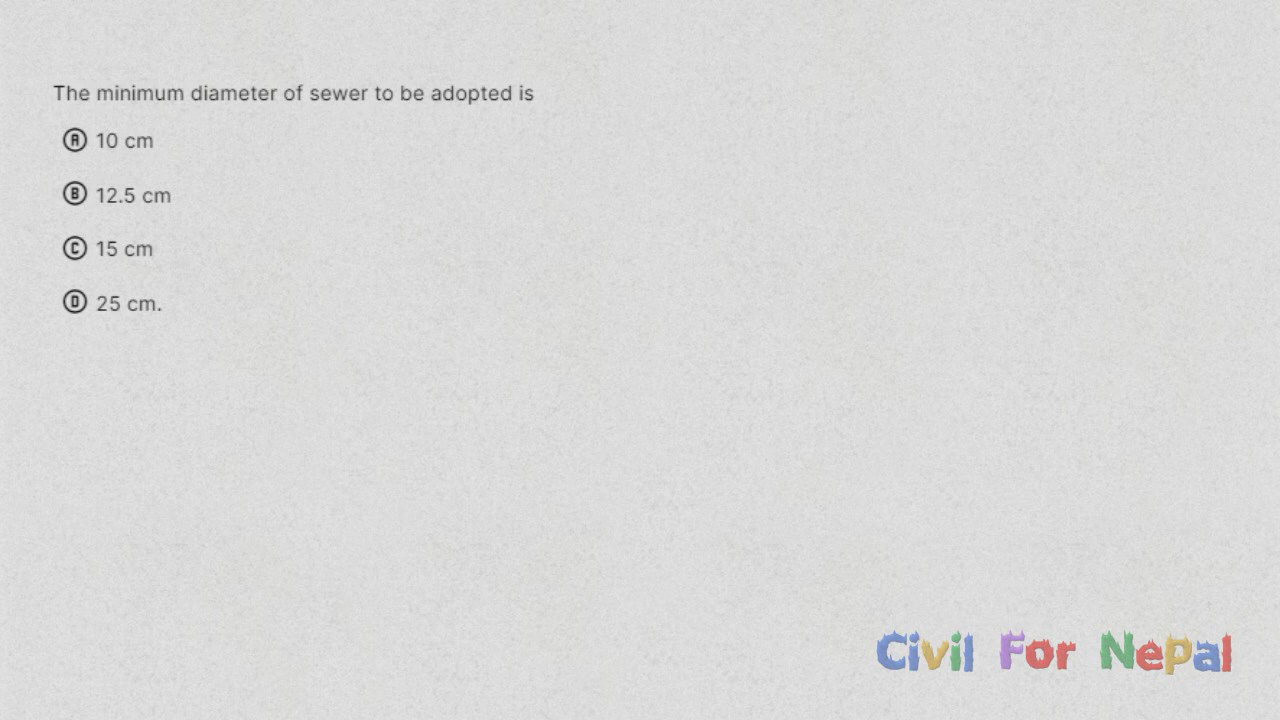 The minimum diameter of sewer to be adopted is
A 10 cm
B 12.5 cm
C 15 cm
D 25 cm.
Civil For Nepal